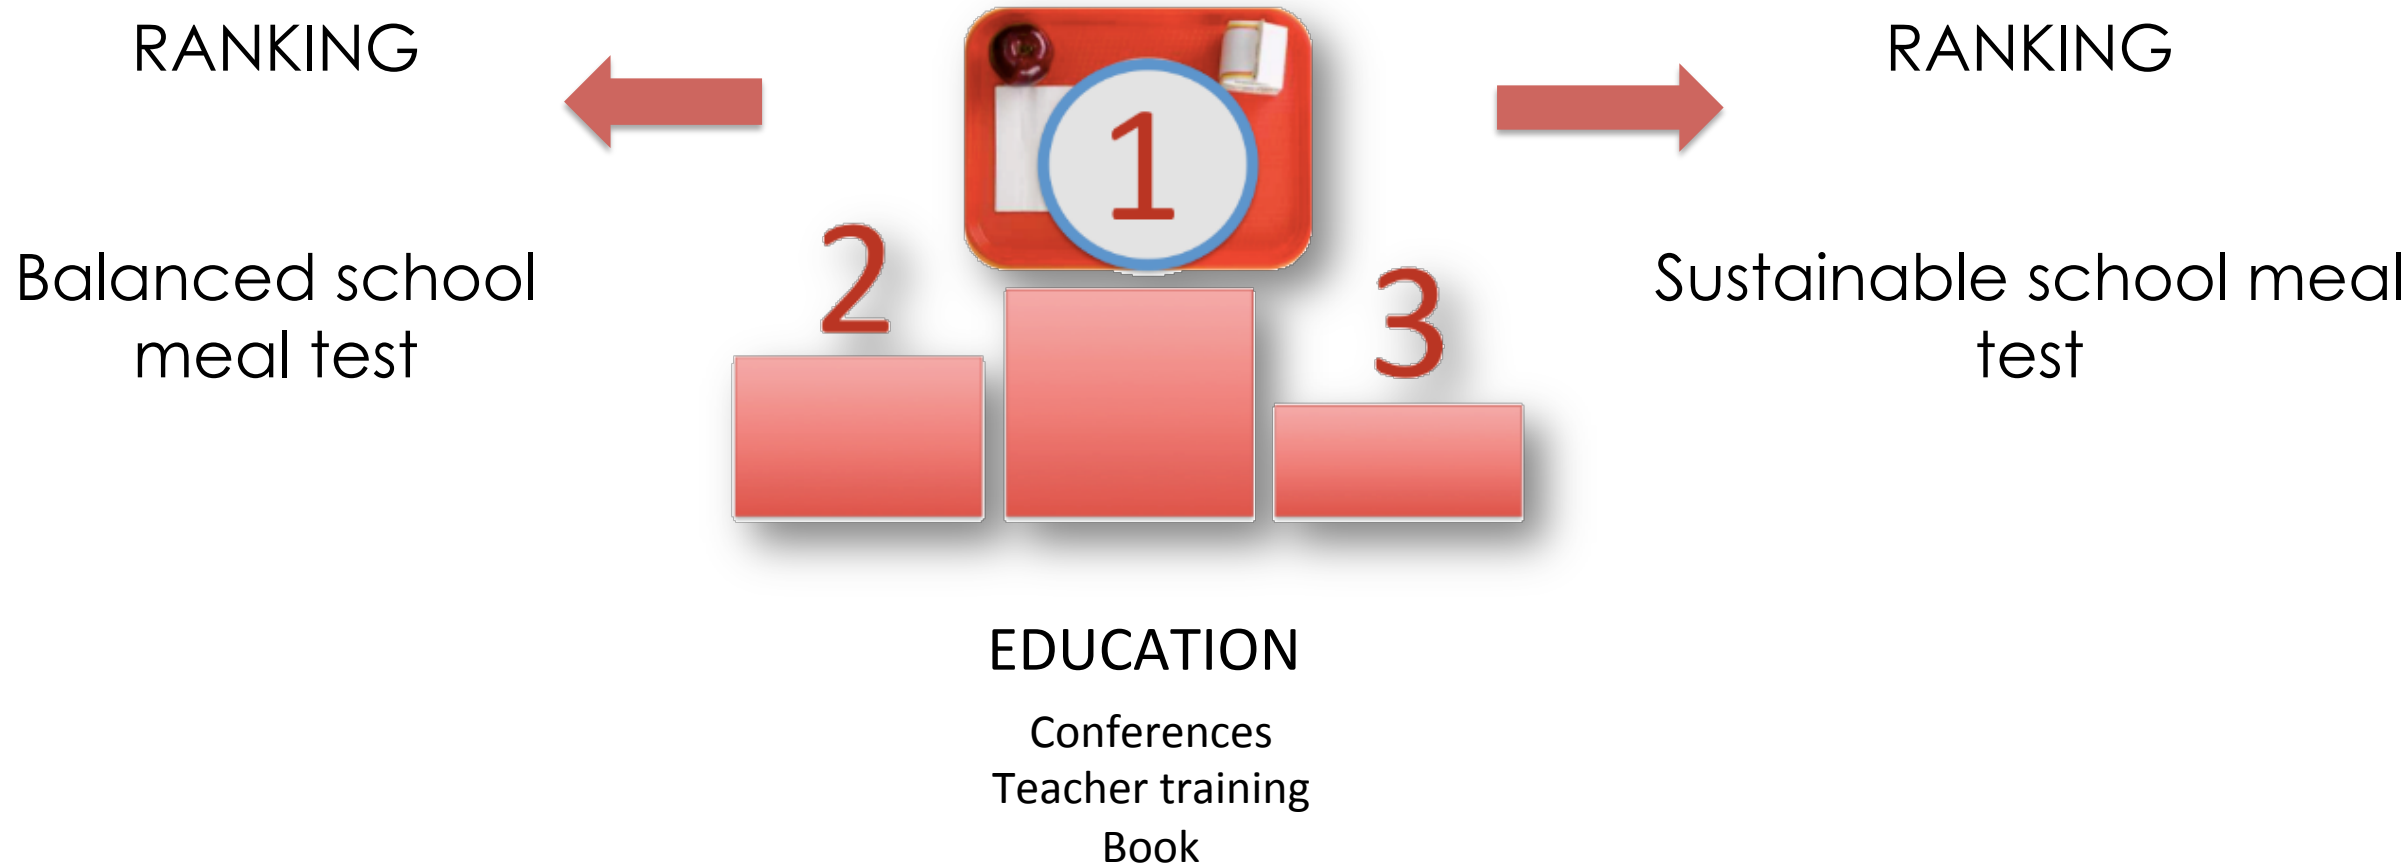 RANKING
Balanced school
meal test
1
2
3
RANKING
Sustainable school meal
test
EDUCATION
Conferences
Teacher training
Book